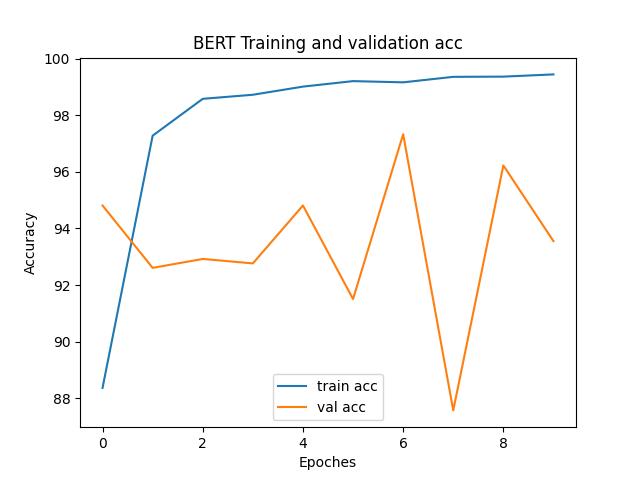 BERT Training and validation acc
100
98
96
94
92
90
88
Accuracy
train acc
val acc
0 2 4 6 8
Epoches